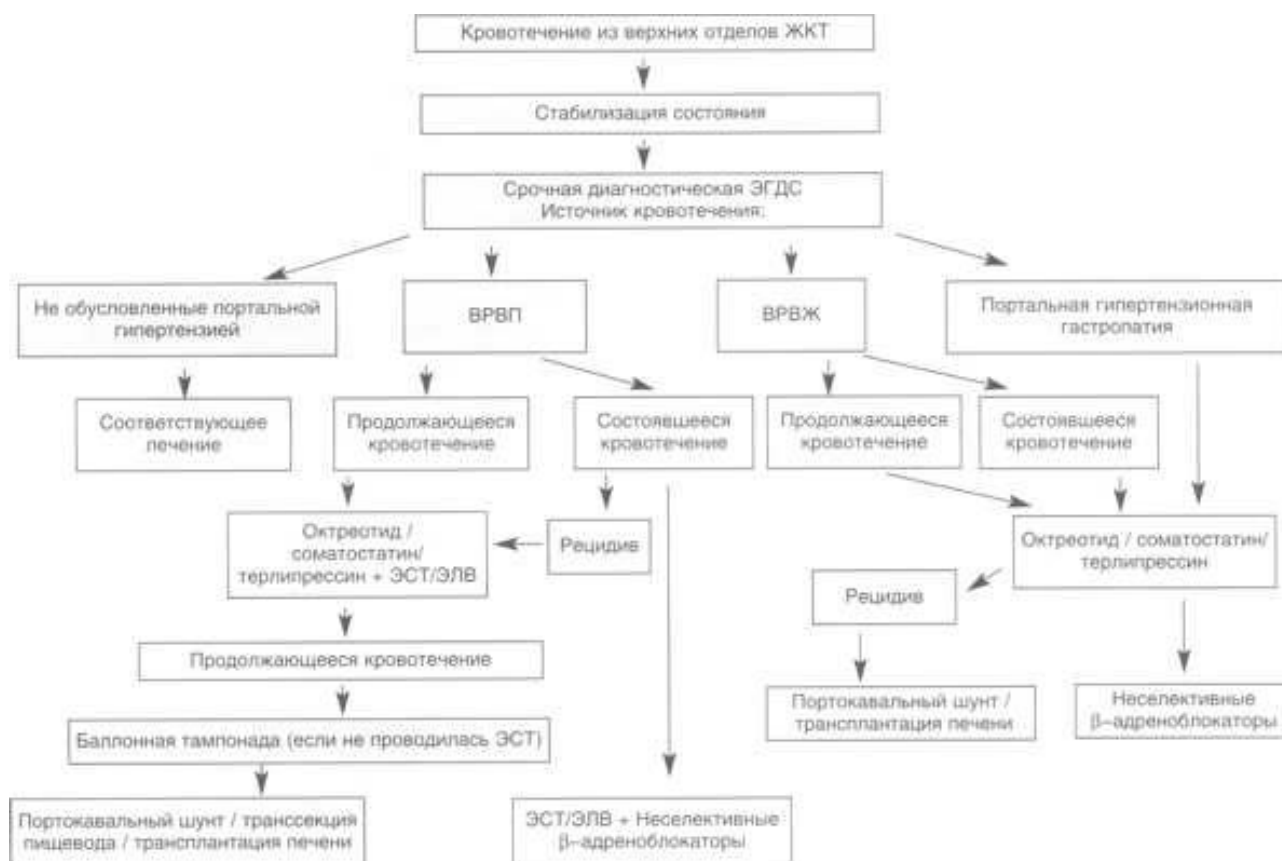 Кровотечение из верхних отделов ЖКТ
Стабилизация состояния
Срочная диагностическая ЭГДС
Источник кровотечения:
Не обусловленные портальной
гипертензией
ВРВП
ВРВЖ
Портальная гипертензионная
гастропатия
Соответствующее
лечение
Продолжающееся
кровотечение
Состоявшееся
кровотечение
Продолжающееся
кровотечение
Состоявшееся
кровотечение
Октреотид /
соматостатин/
терлипрессин + ЭСТ/ЭЛВ
Рецидив
Октреотид / соматостатин/
терлипрессин
Рецидив
Продолжающееся кровотечение
Портокавальный шунт /
трансплантация печени
Неселективные
β–адреноблокаторы
Баллонная тампонада (если не проводилась ЭСТ)
Портокавальный шунт / транссекция
пищевода / трансплантация печени
ЭСТ/ЭЛВ + Неселективные
β–адреноблокаторы